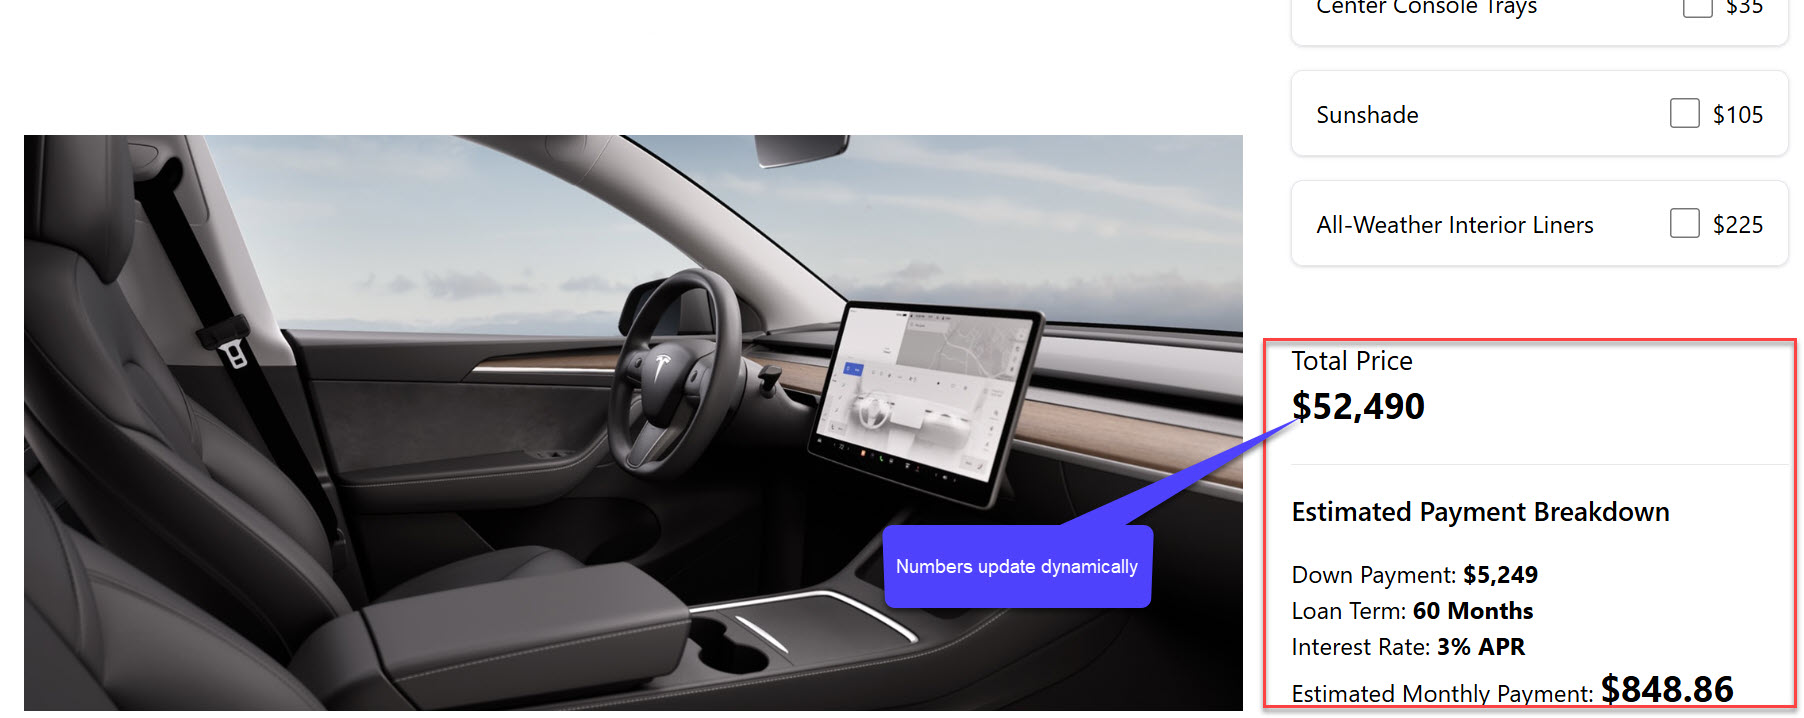 Center Console Trays $35
Sunshade $105
All-Weather Interior Liners $225
Total Price
$52,490
Numbers update dynamically
Estimated Payment Breakdown
Down Payment: $5,249
Loan Term: 60 Months
Interest Rate: 3% APR
Estimated Monthly Payment: $848.86